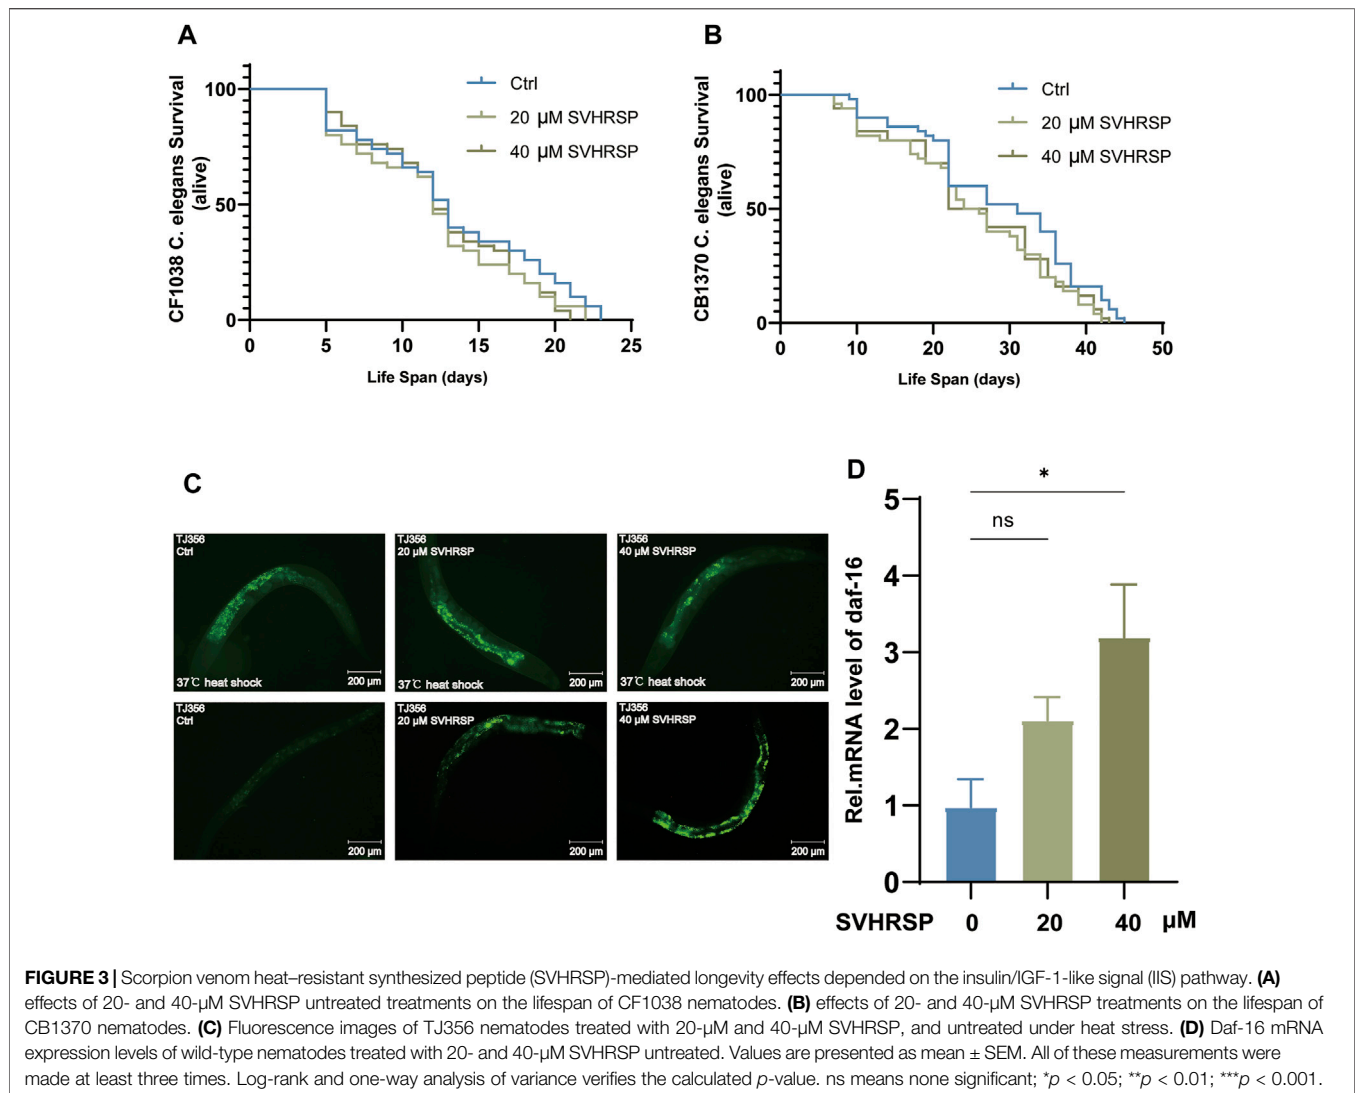 A
CF1038 C. elegans Survival
(alive)
100
50
0
0 5 10 15 20 25
Life Span (days)
Ctrl
20 µM SVHRSP
40 µM SVHRSP
B
CB1370 C. elegans Survival
(alive)
100
50
0
0 10 20 30 40 50
Life Span (days)
Ctrl
20 µM SVHRSP
40 µM SVHRSP
C
TJ356
Ctrl
37℃ heat shock
200 µm
TJ356
20 µM SVHRSP
37℃ heat shock
200 µm
TJ356
40 µM SVHRSP
37℃ heat shock
200 µm
TJ356
Ctrl
200 µm
TJ356
20 µM SVHRSP
200 µm
TJ356
40 µM SVHRSP
200 µm
D
Rel.mRNA level of daf-16
5
4
3
2
1
0
*
ns
SVHRSP 0 20 40 µM
FIGURE 3 | Scorpion venom heat–resistant synthesized peptide (SVHRSP)-mediated longevity effects depended on the insulin/IGF-1-like signal (IIS) pathway. (A)
effects of 20- and 40-µM SVHRSP untreated treatments on the lifespan of CF1038 nematodes. (B) effects of 20- and 40-µM SVHRSP treatments on the lifespan of
CB1370 nematodes. (C) Fluorescence images of TJ356 nematodes treated with 20-µM and 40-µM SVHRSP, and untreated under heat stress. (D) Daf-16 mRNA
expression levels of wild-type nematodes treated with 20- and 40-µM SVHRSP untreated. Values are presented as mean ± SEM. All of these measurements were
made at least three times. Log-rank and one-way analysis of variance verifies the calculated p-value. ns means none significant; *p < 0.05; **p < 0.01; ***p < 0.001.